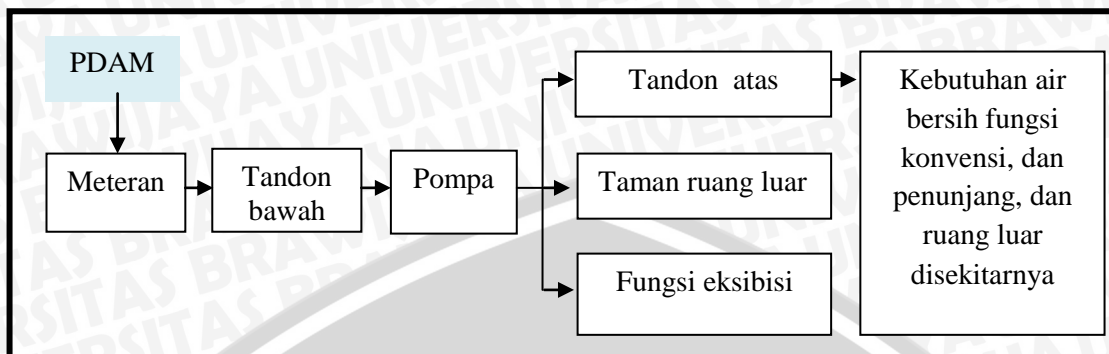 PDAM
Meteran
Tandon
bawah
Pompa
Tandon atas
Taman ruang luar
Fungsi eksibisi
Kebutuhan air
bersih fungsi
konvensi, dan
penunjang, dan
ruang luar
disekitarnya